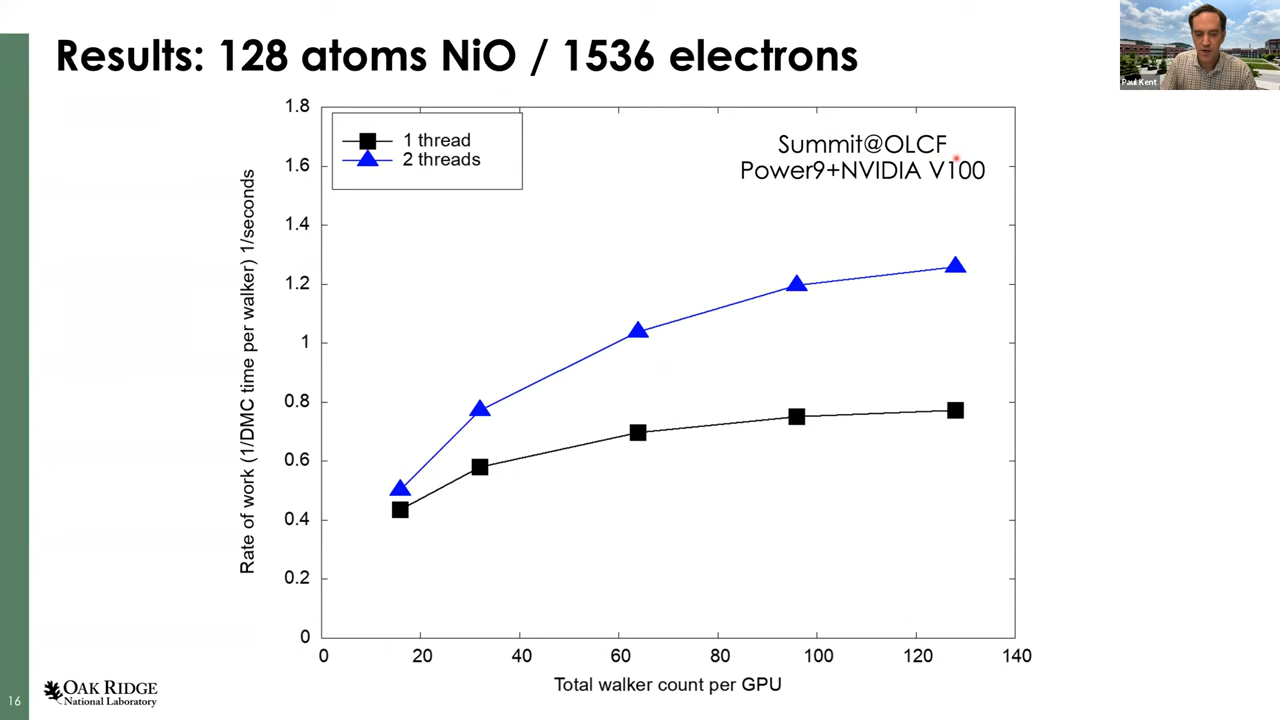 Results: 128 atoms NiO / 1536 electrons
Paul Kent
1 thread
2 threads
Summit@OLCF
Power9+NVIDIA V100
Rate of work (1/DMC time per walker) 1/seconds
1.8
1.6
1.4
1.2
1
0.8
0.6
0.4
0.2
0
0 20 40 60 80 100 120 140
Total walker count per GPU
16
OAK RIDGE
National Laboratory